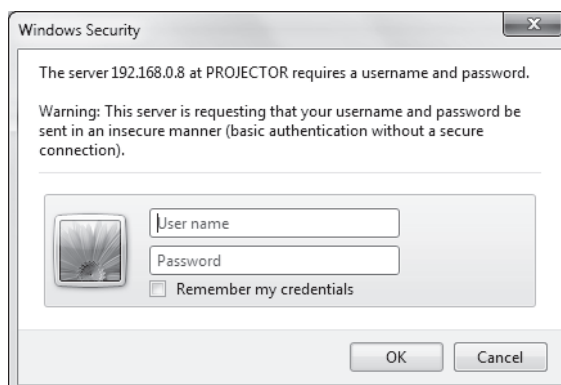 Windows Security
The server 192.168.0.8 at PROJECTOR requires a username and password.
Warning: This server is requesting that your username and password be
sent in an insecure manner (basic authentication without a secure
connection).
User name
Password
Remember my credentials
OK
Cancel